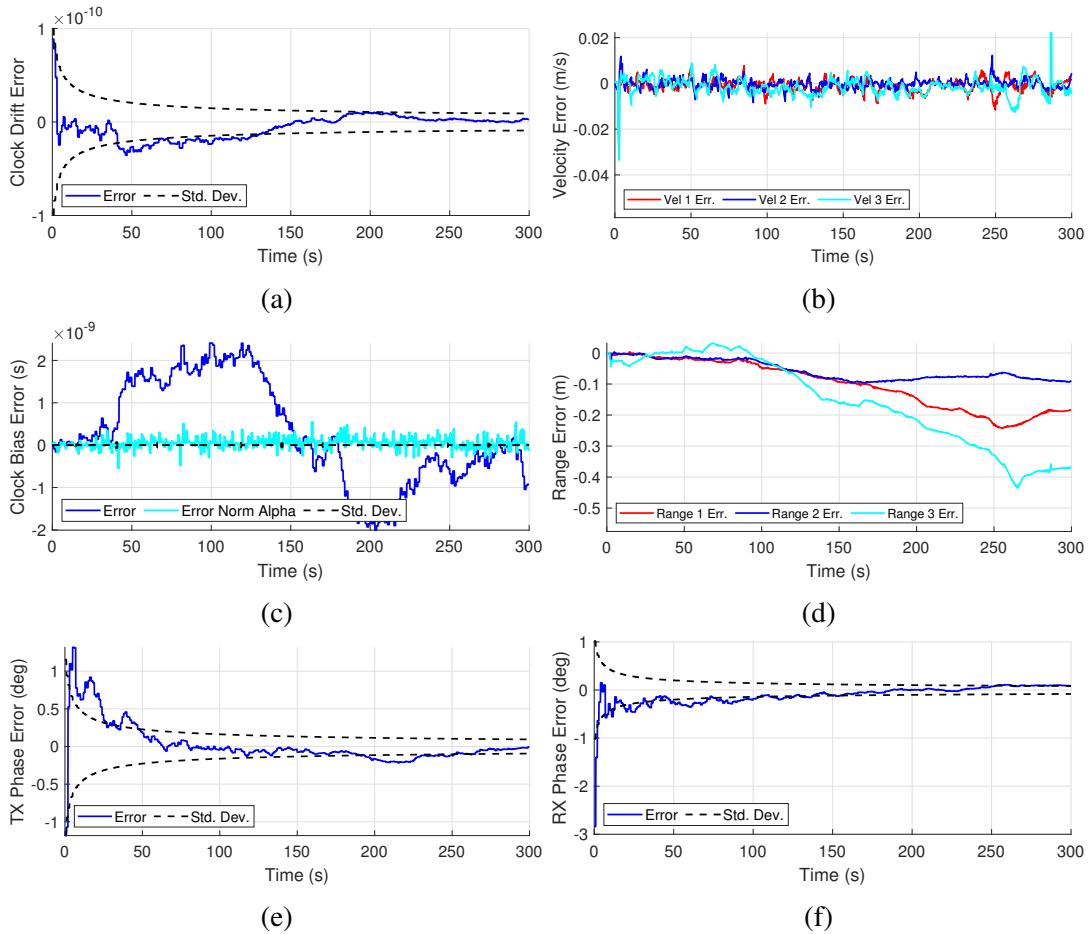 ×10⁻¹⁰
1
0
-1
Clock Drift Error
Error Std. Dev.
0 50 100 150 200 250 300
Time (s)
(a)
0.02
0
-0.02
-0.04
Velocity Error (m/s)
Vel 1 Err. Vel 2 Err. Vel 3 Err.
0 50 100 150 200 250 300
Time (s)
(b)
×10⁻⁹
2
1
0
-1
-2
Clock Bias Error (s)
Error Error Norm Alpha Std. Dev.
0 50 100 150 200 250 300
Time (s)
(c)
0
-0.1
-0.2
-0.3
-0.4
-0.5
Range Error (m)
Range 1 Err. Range 2 Err. Range 3 Err.
0 50 100 150 200 250 300
Time (s)
(d)
1
0.5
0
-0.5
-1
TX Phase Error (deg)
Error Std. Dev.
0 50 100 150 200 250 300
Time (s)
(e)
1
0
-1
-2
-3
RX Phase Error (deg)
Error Std. Dev.
0 50 100 150 200 250 300
Time (s)
(f)